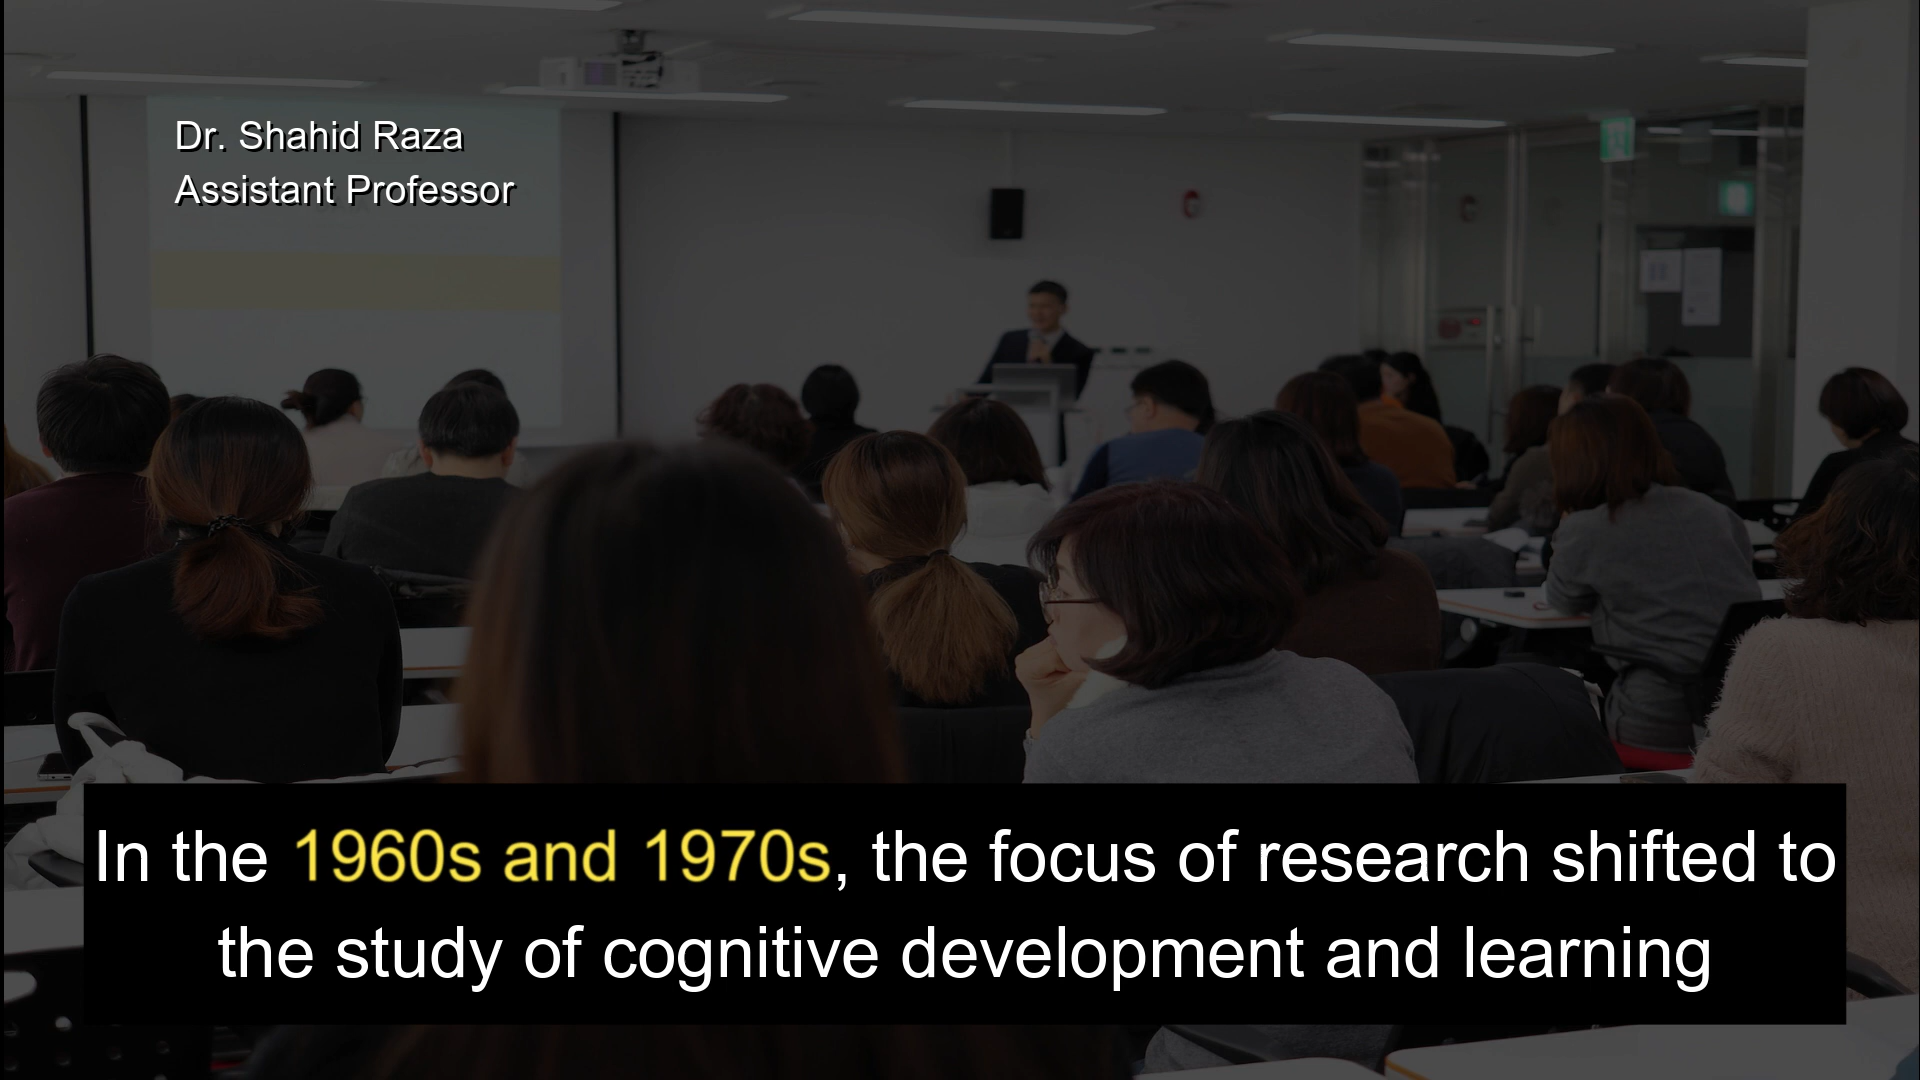 Dr. Shahid Raza
Assistant Professor
In the 1960s and 1970s, the focus of research shifted to
the study of cognitive development and learning